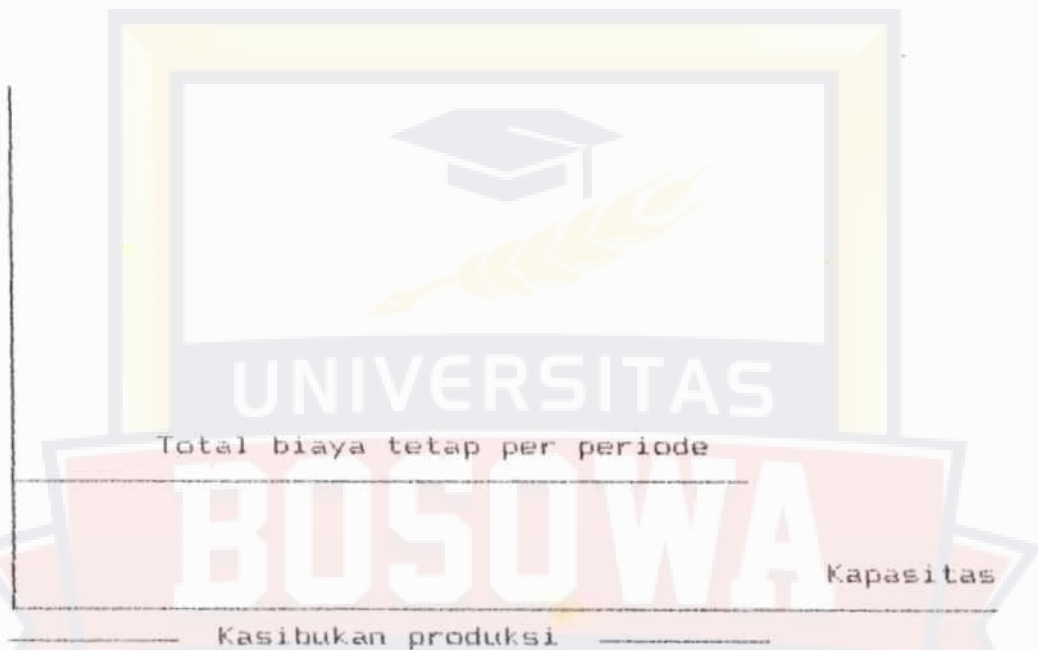 UNIVERSITAS
Total biaya tetap per periode
BOSOWA
Kapasitas
Kasibukan produksi